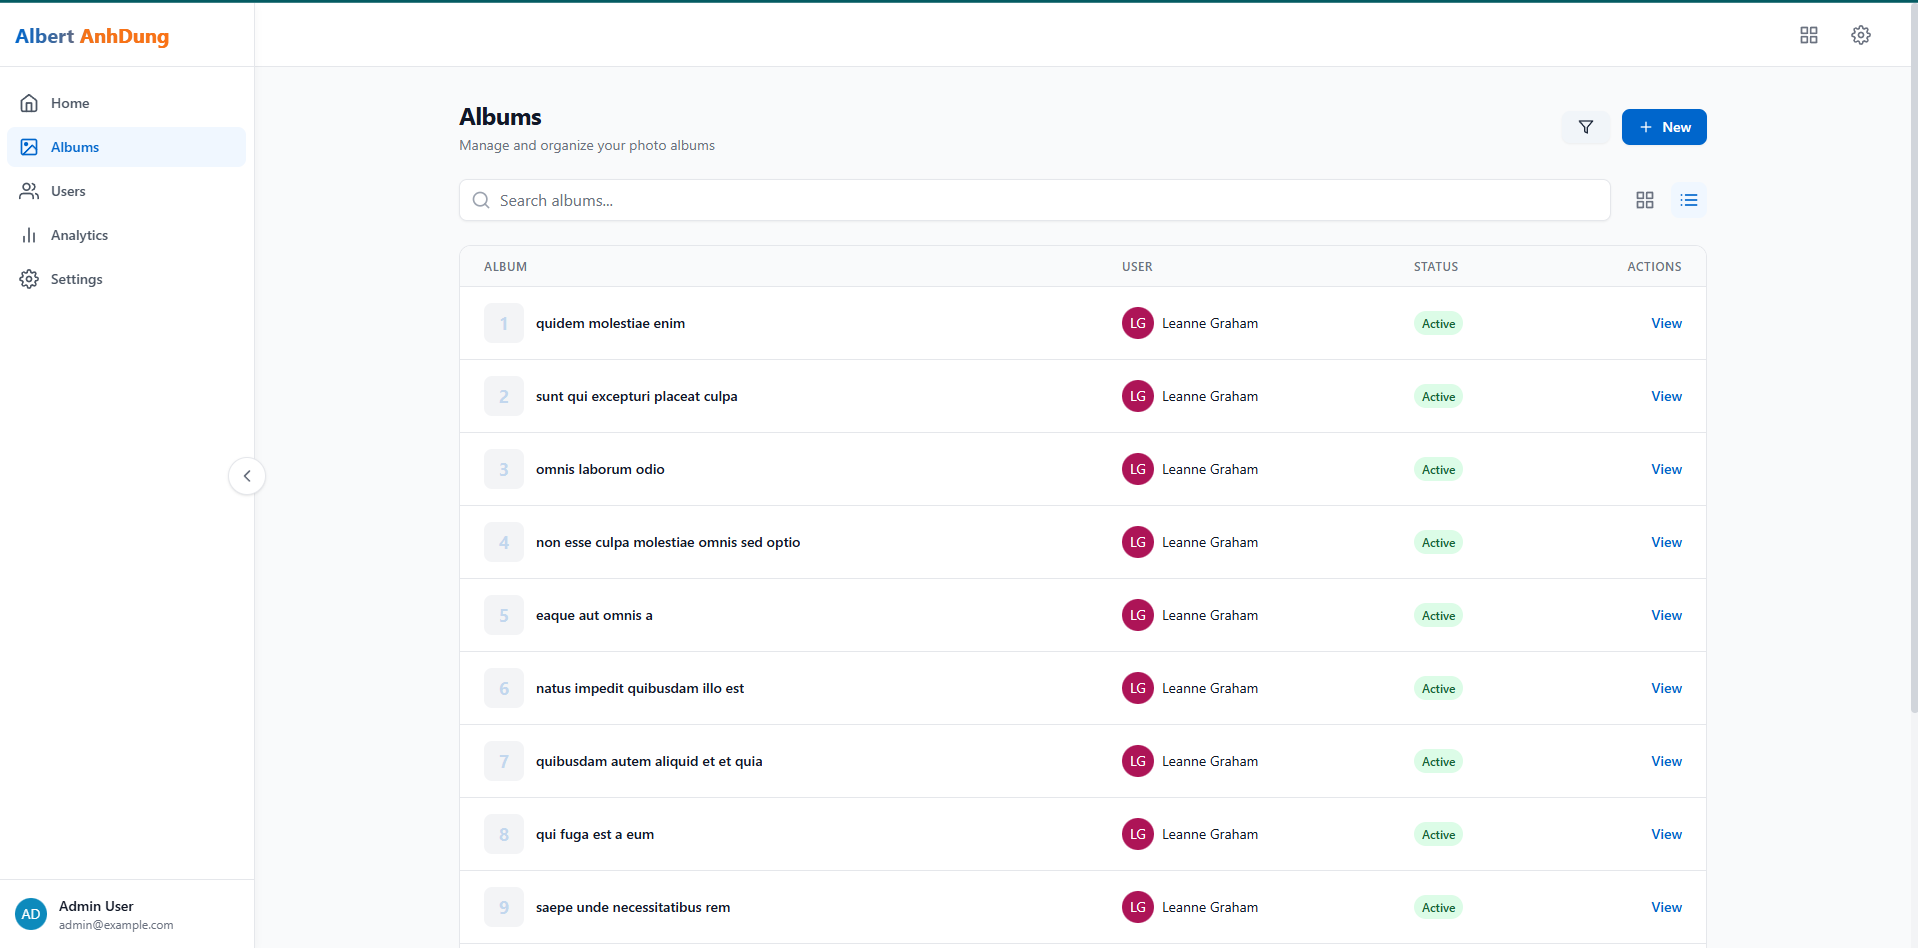 Albert AnhDung
Home
Albums
Users
Analytics
Settings
Admin User
AD
admin@example.com
Albums
Manage and organize your photo albums
New
Search albums...
ALBUM USER STATUS ACTIONS
1 quidem molestiae enim LG Leanne Graham Active View
2 sunt qui excepturi placeat culpa LG Leanne Graham Active View
3 omnis laborum odio LG Leanne Graham Active View
4 non esse culpa molestiae omnis sed optio LG Leanne Graham Active View
5 eaque aut omnis a LG Leanne Graham Active View
6 natus impedit quibusdam illo est LG Leanne Graham Active View
7 quibusdam autem aliquid et et quia LG Leanne Graham Active View
8 qui fuga est a eum LG Leanne Graham Active View
9 saepe unde necessitatibus rem LG Leanne Graham Active View